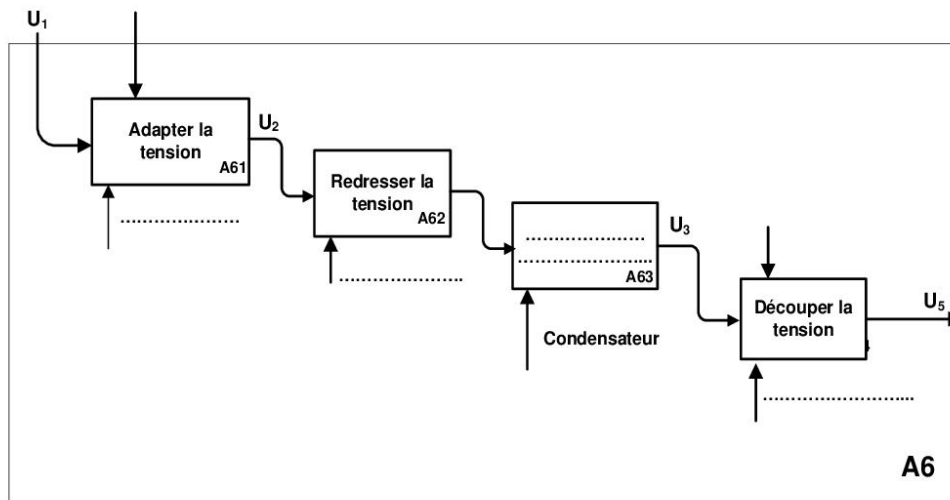 U1
Adapter la
tension
A61
U2
....................
Redresser la
tension
A62
.....................
....................
.......................
A63
U3
Condensateur
Découper la
tension
U5
..........................
A6